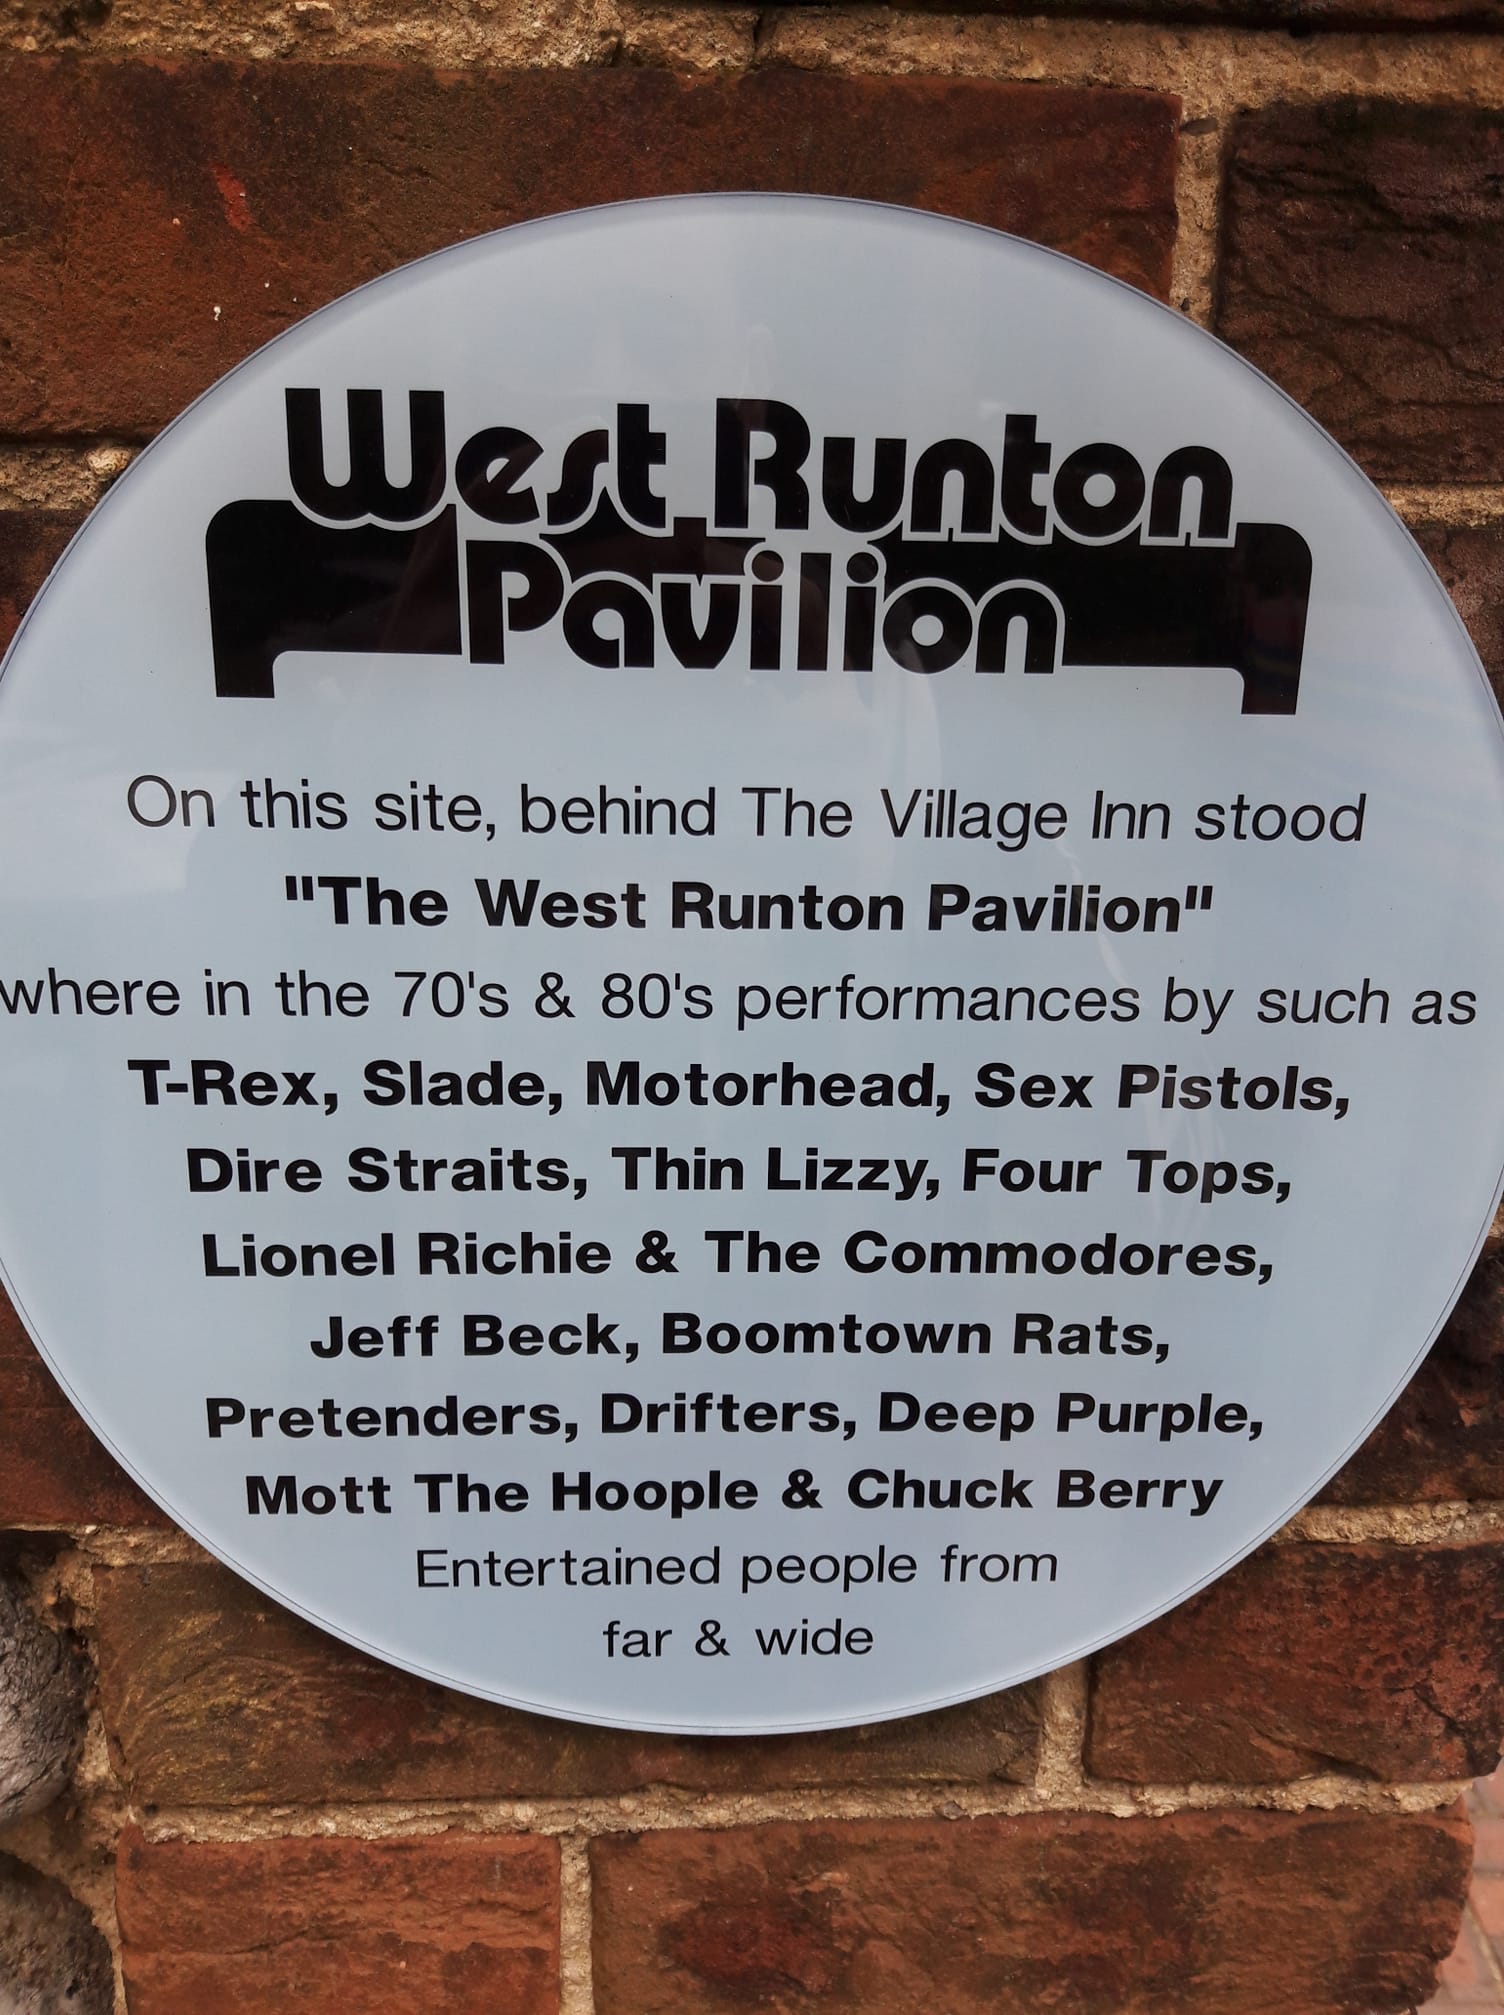 West Runton
Pavilion
On this site, behind The Village Inn stood
"The West Runton Pavilion"
where in the 70's & 80's performances by such as
T-Rex, Slade, Motorhead, Sex Pistols,
Dire Straits, Thin Lizzy, Four Tops,
Lionel Richie & The Commodores,
Jeff Beck, Boomtown Rats,
Pretenders, Drifters, Deep Purple,
Mott The Hoople & Chuck Berry
Entertained people from
far & wide